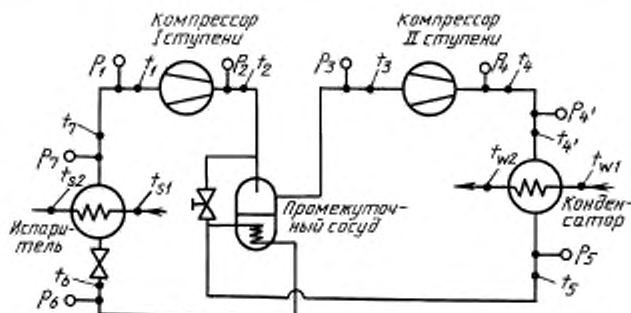 Компрессор
I ступени
Компрессор
II ступени
P1
t1
P2
t2
P3
t3
P4
t4
t7
P4'
t4'
P7
ts2
ts1
tw2
tw1
Испари-
тель
Промежуточ-
ный сосуд
Конден-
сатор
P5
t5
t6
P6